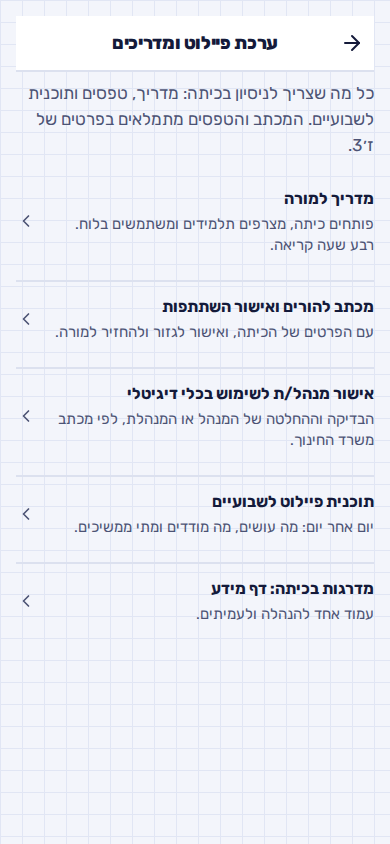 ערכת פיילוט ומדריכים
כל מה שצריך לניסיון בכיתה: מדריך, טפסים ותוכנית
לשבועיים. המכתב והטפסים מתמלאים בפרטים של
ז׳3.
מדריך למורה
פותחים כיתה, מצרפים תלמידים ומשתמשים בלוח.
רבע שעה קריאה.
מכתב להורים ואישור השתתפות
עם הפרטים של הכיתה, ואישור לגזור ולהחזיר למורה.
אישור מנהל/ת לשימוש בכלי דיגיטלי
הבדיקה וההחלטה של המנהל או המנהלת, לפי מכתב
משרד החינוך.
תוכנית פיילוט לשבועיים
יום אחר יום: מה עושים, מה מודדים ומתי ממשיכים.
מדרגות בכיתה: דף מידע
עמוד אחד להנהלה ולעמיתים.